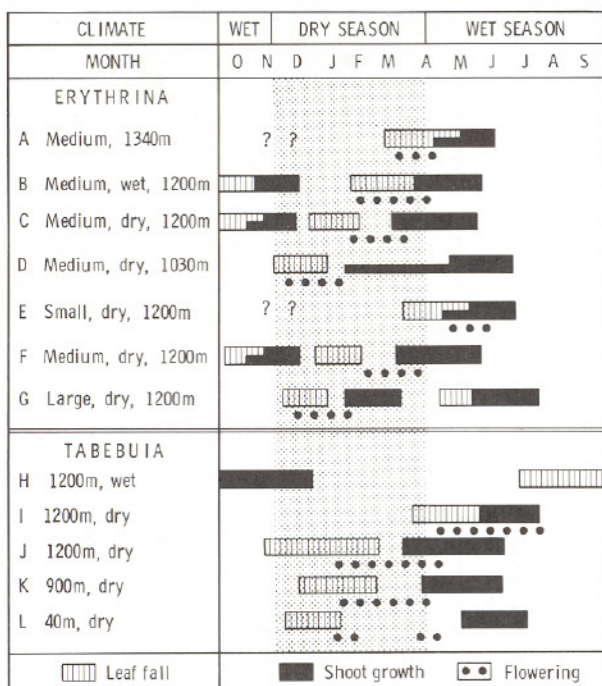 CLIMATE WET DRY SEASON WET SEASON
MONTH O N D J F M A M J J A S
ERYTHRINA
A Medium, 1340m ? ?
B Medium, wet, 1200m
C Medium, dry, 1200m
D Medium, dry, 1030m
E Small, dry, 1200m ? ?
F Medium, dry, 1200m
G Large, dry, 1200m
TABEBUIA
H 1200m, wet
I 1200m, dry
J 1200m, dry
K 900m, dry
L 40m, dry
Leaf fall Shoot growth Flowering